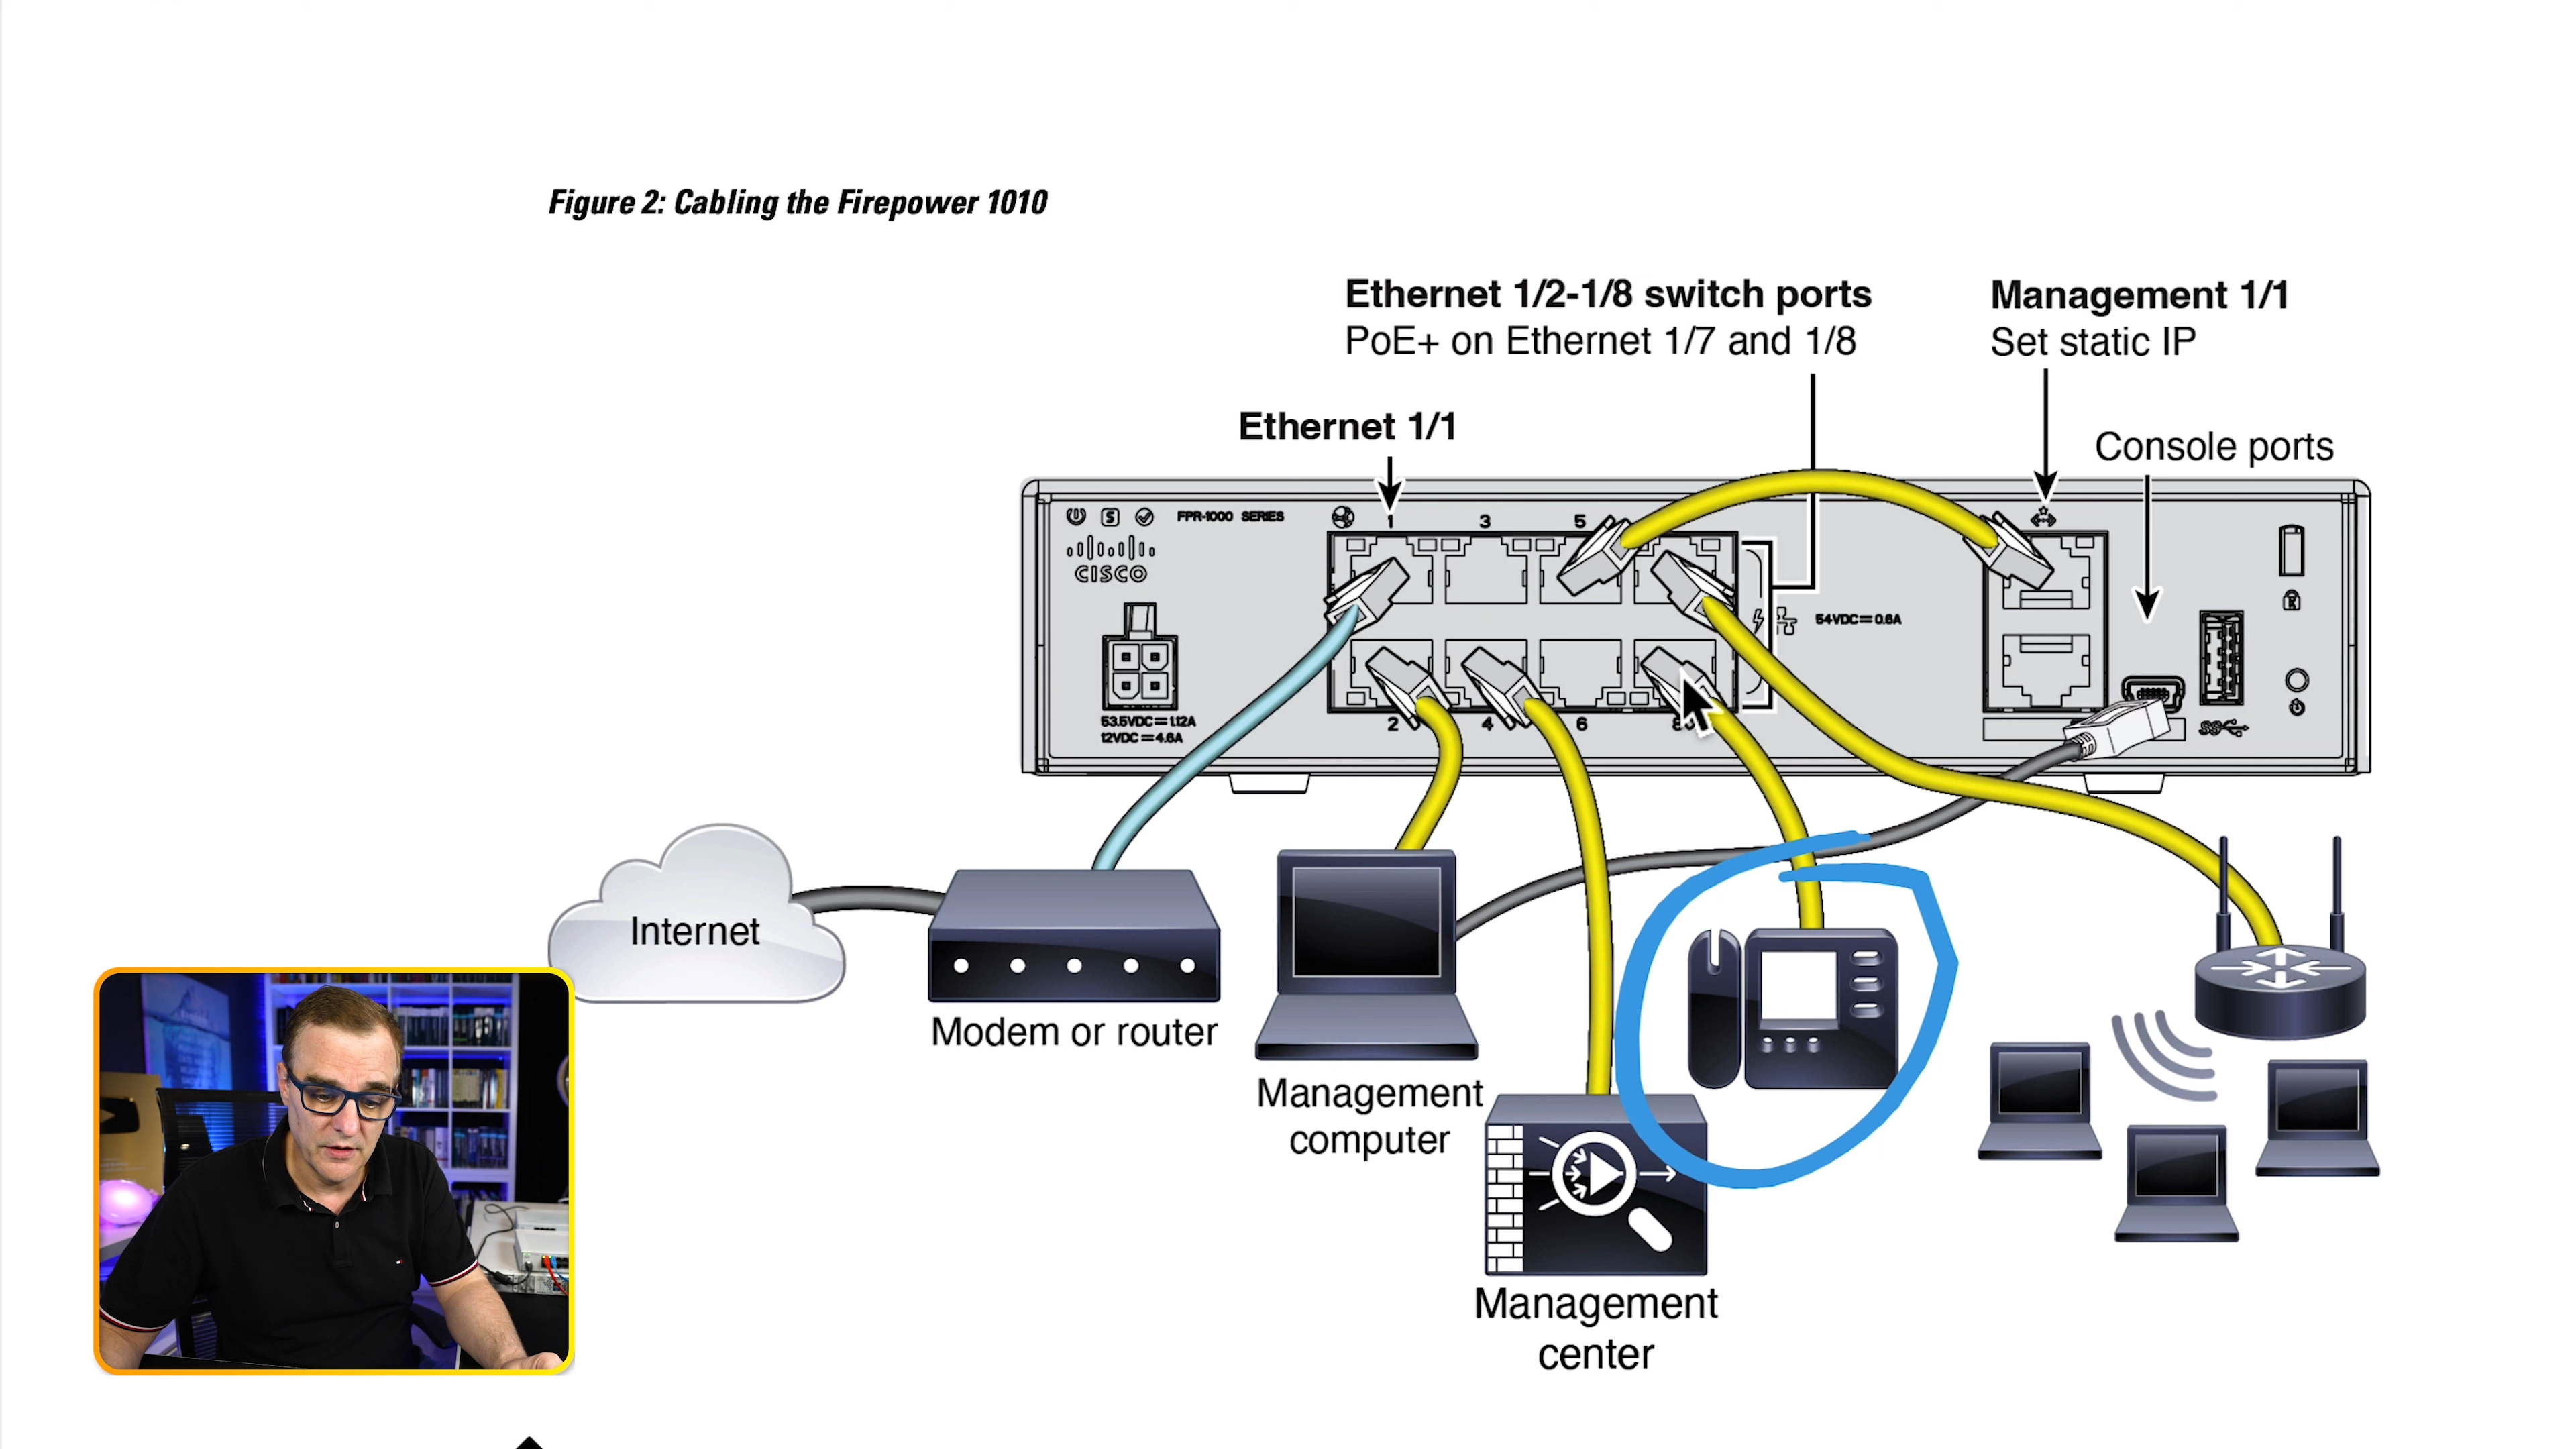 Figure 2: Cabling the Firepower 1010
Ethernet 1/2-1/8 switch ports
PoE+ on Ethernet 1/7 and 1/8
Management 1/1
Set static IP
Ethernet 1/1
Console ports
S
FPR-1000 SERIES
1
3
5
CISCO
54VDC⎓0.6A
53.5VDC⎓1.12A
12VDC⎓4.6A
2
4
6
8
SS
Internet
Modem or router
Management
computer
Management
center